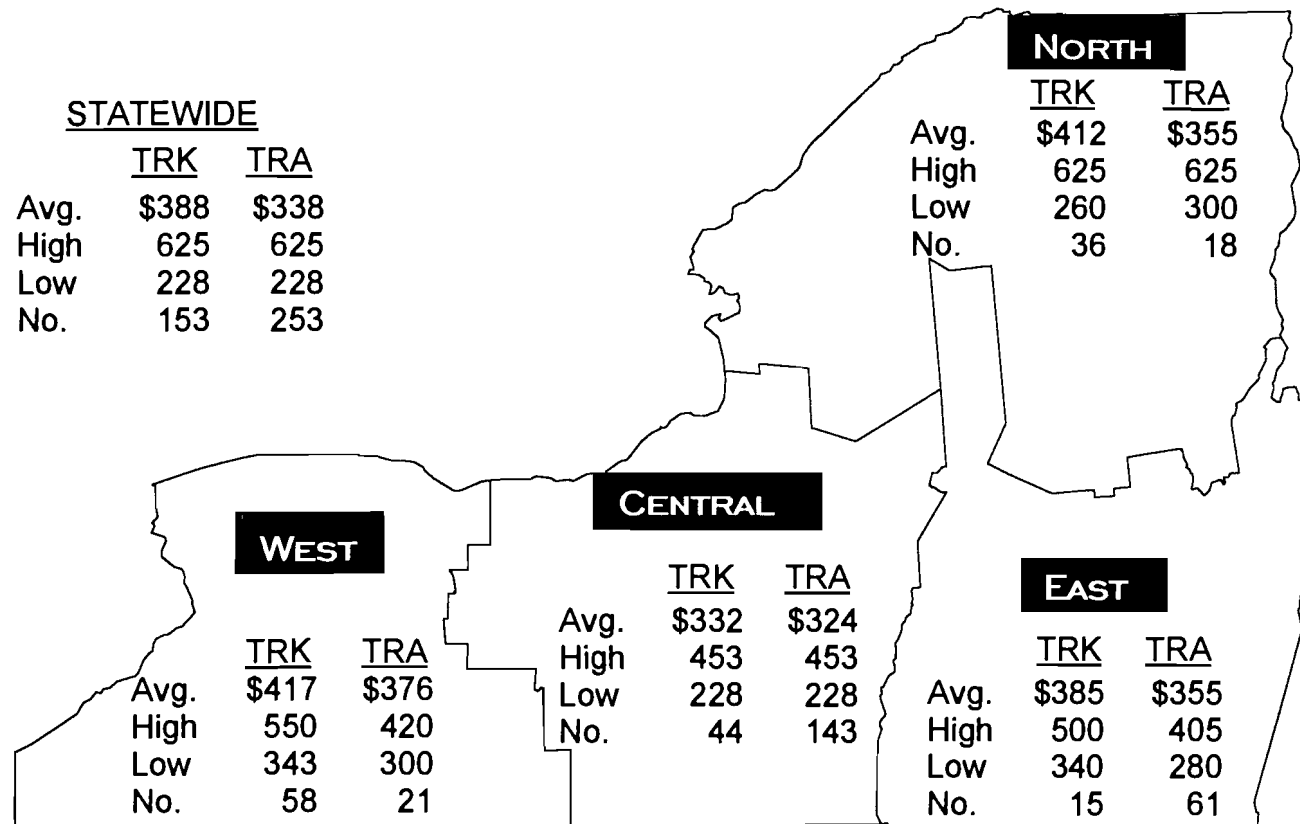 STATEWIDE
TRK TRA
Avg. $388 $338
High 625 625
Low 228 228
No. 153 253
NORTH
TRK TRA
Avg. $412 $355
High 625 625
Low 260 300
No. 36 18
WEST
TRK TRA
Avg. $417 $376
High 550 420
Low 343 300
No. 58 21
CENTRAL
TRK TRA
Avg. $332 $324
High 453 453
Low 228 228
No. 44 143
EAST
TRK TRA
Avg. $385 $355
High 500 405
Low 340 280
No. 15 61